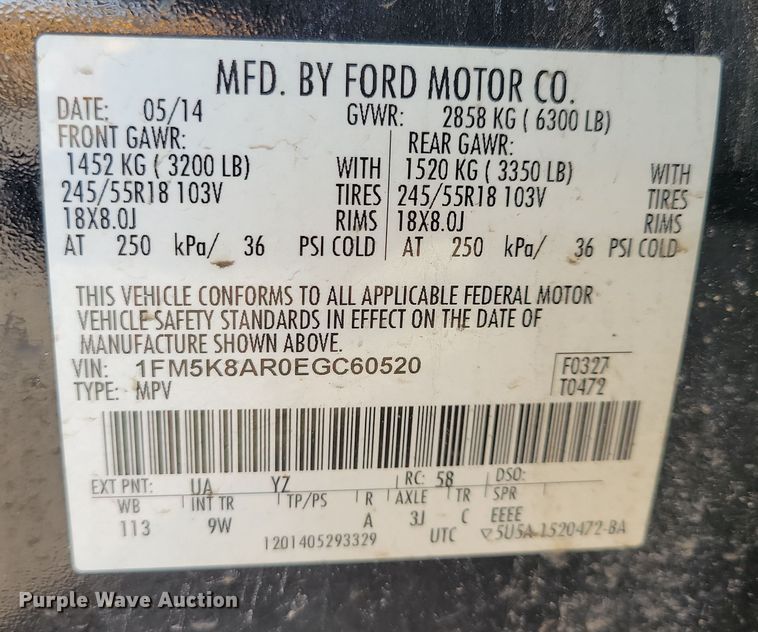 MFD. BY FORD MOTOR CO.
DATE: 05/14 GVWR: 2858 KG ( 6300 LB)
FRONT GAWR: REAR GAWR:
1452 KG ( 3200 LB) WITH 1520 KG ( 3350 LB) WITH
245/55R18 103V TIRES 245/55R18 103V TIRES
18X8.0J RIMS 18X8.0J RIMS
AT 250 kPa/ 36 PSI COLD AT 250 kPa/ 36 PSI COLD
THIS VEHICLE CONFORMS TO ALL APPLICABLE FEDERAL MOTOR
VEHICLE SAFETY STANDARDS IN EFFECT ON THE DATE OF
MANUFACTURE SHOWN ABOVE.
VIN: 1FM5K8AR0EGC60520 F0327
TYPE: MPV T0472
EXT PNT: UA YZ RC: 58 DSO:
WB INT TR TP/PS R AXLE TR SPR
113 9W A 3J C EEEE
1201405293329 UTC 5U5A-1520472-BA
Purple Wave Auction